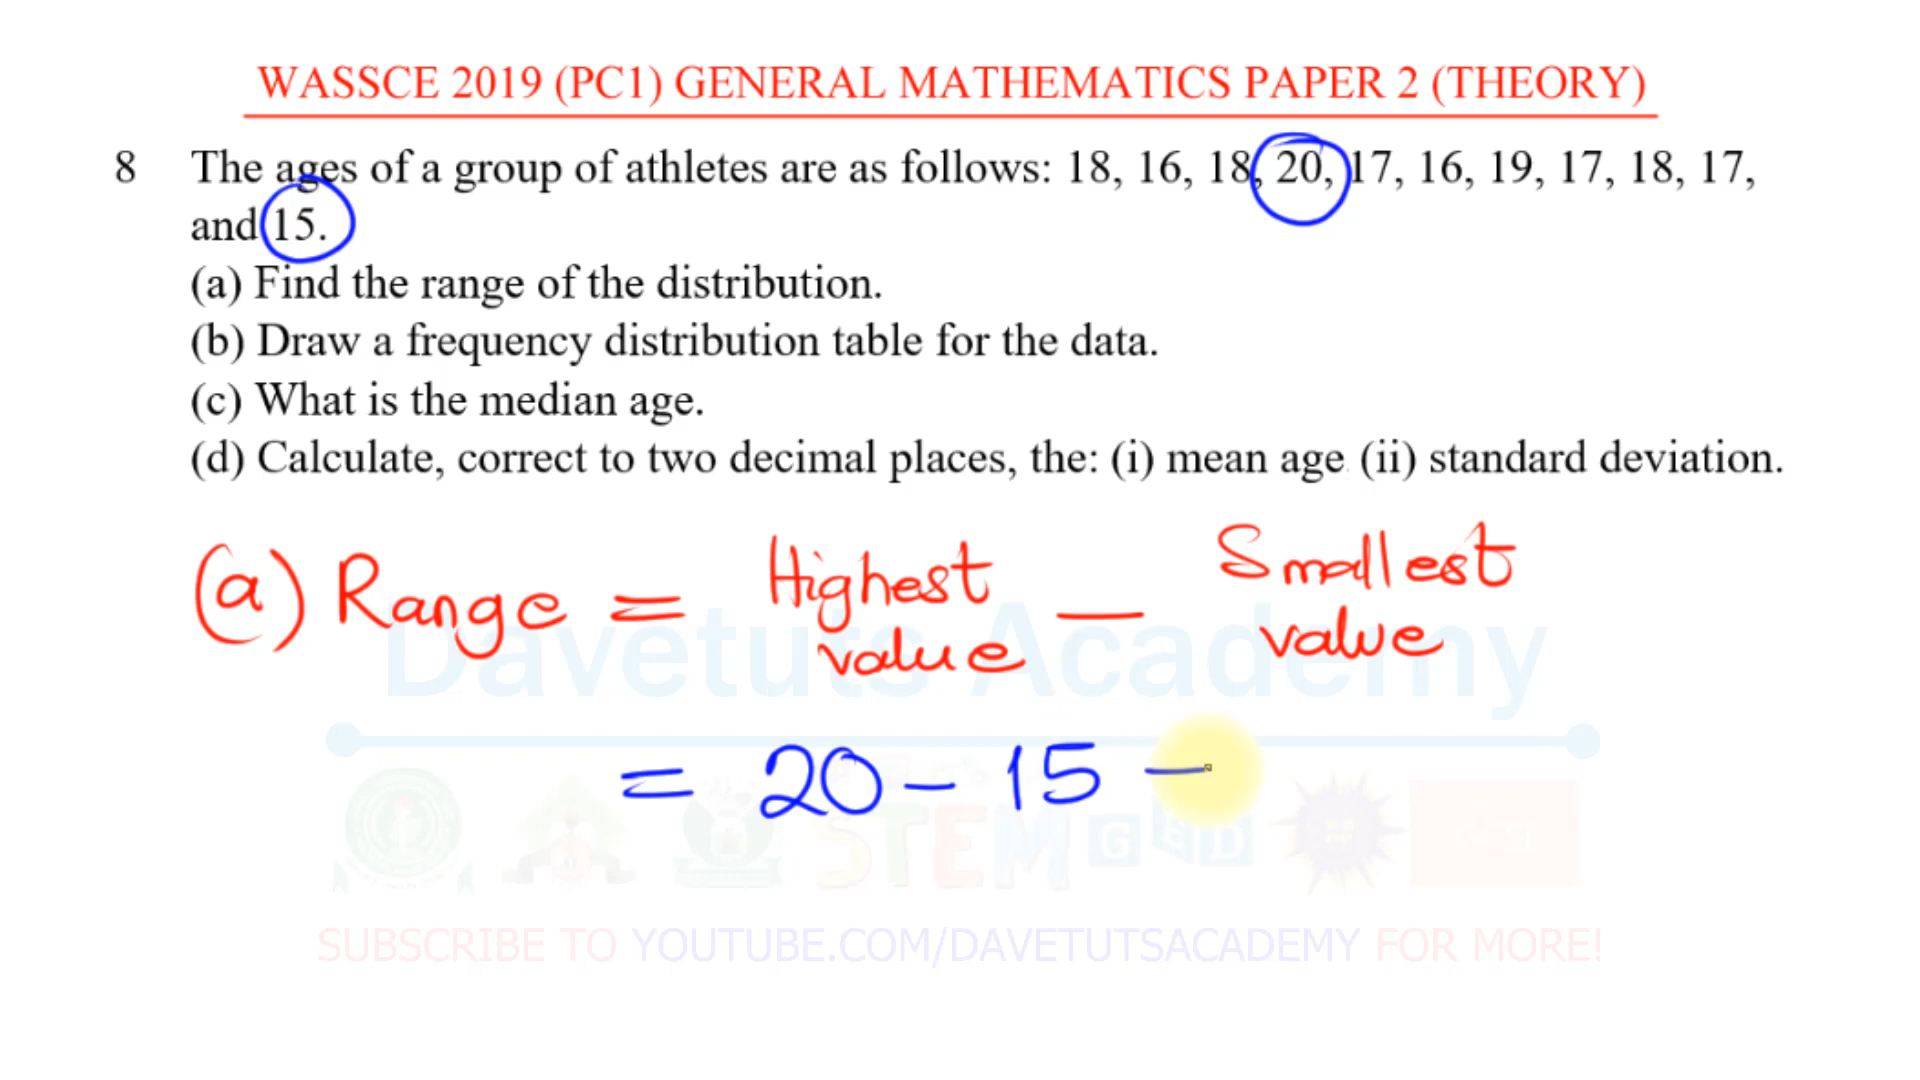 WASSCE 2019 (PC1) GENERAL MATHEMATICS PAPER 2 (THEORY)
8 The ages of a group of athletes are as follows: 18, 16, 18, 20, 17, 16, 19, 17, 18, 17,
and 15.
(a) Find the range of the distribution.
(b) Draw a frequency distribution table for the data.
(c) What is the median age.
(d) Calculate, correct to two decimal places, the: (i) mean age (ii) standard deviation.
(a) Range = Highest value — Smallest value
Davetuts Academy
= 20 - 15 -
STEM GED
SUBSCRIBE TO YOUTUBE.COM/DAVETUTSACADEMY FOR MORE!